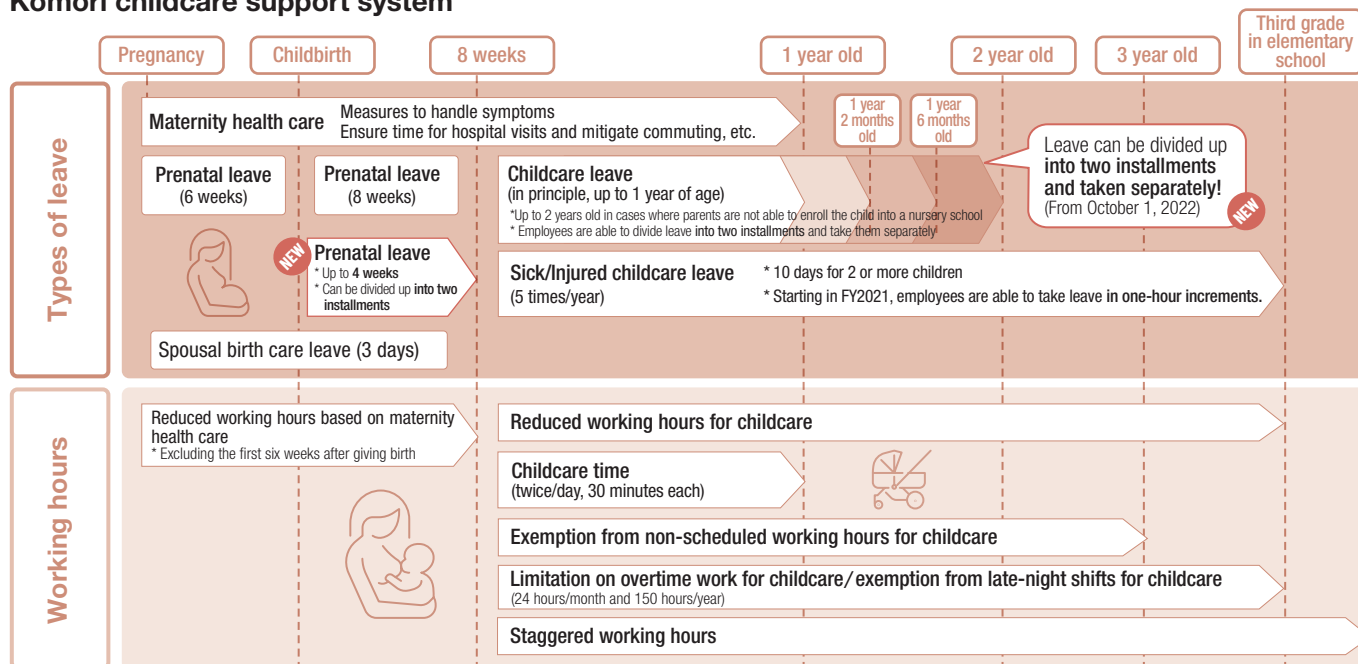 Komori childcare support system
Pregnancy
Childbirth
8 weeks
1 year old
2 year old
3 year old
Third grade
in elementary
school
Types of leave
Maternity health care
Measures to handle symptoms
Ensure time for hospital visits and mitigate commuting, etc.
1 year
2 months
old
1 year
6 months
old
Prenatal leave
(6 weeks)
Prenatal leave
(8 weeks)
Childcare leave
(in principle, up to 1 year of age)
*Up to 2 years old in cases where parents are not able to enroll the child into a nursery school
* Employees are able to divide leave into two installments and take them separately
Leave can be divided up
into two installments
and taken separately!
(From October 1, 2022)
NEW
NEW
Prenatal leave
* Up to 4 weeks
* Can be divided up into two
installments
Sick/Injured childcare leave
(5 times/year)
* 10 days for 2 or more children
* Starting in FY2021, employees are able to take leave in one-hour increments.
Spousal birth care leave (3 days)
Working hours
Reduced working hours based on maternity
health care
* Excluding the first six weeks after giving birth
Reduced working hours for childcare
Childcare time
(twice/day, 30 minutes each)
Exemption from non-scheduled working hours for childcare
Limitation on overtime work for childcare/exemption from late-night shifts for childcare
(24 hours/month and 150 hours/year)
Staggered working hours